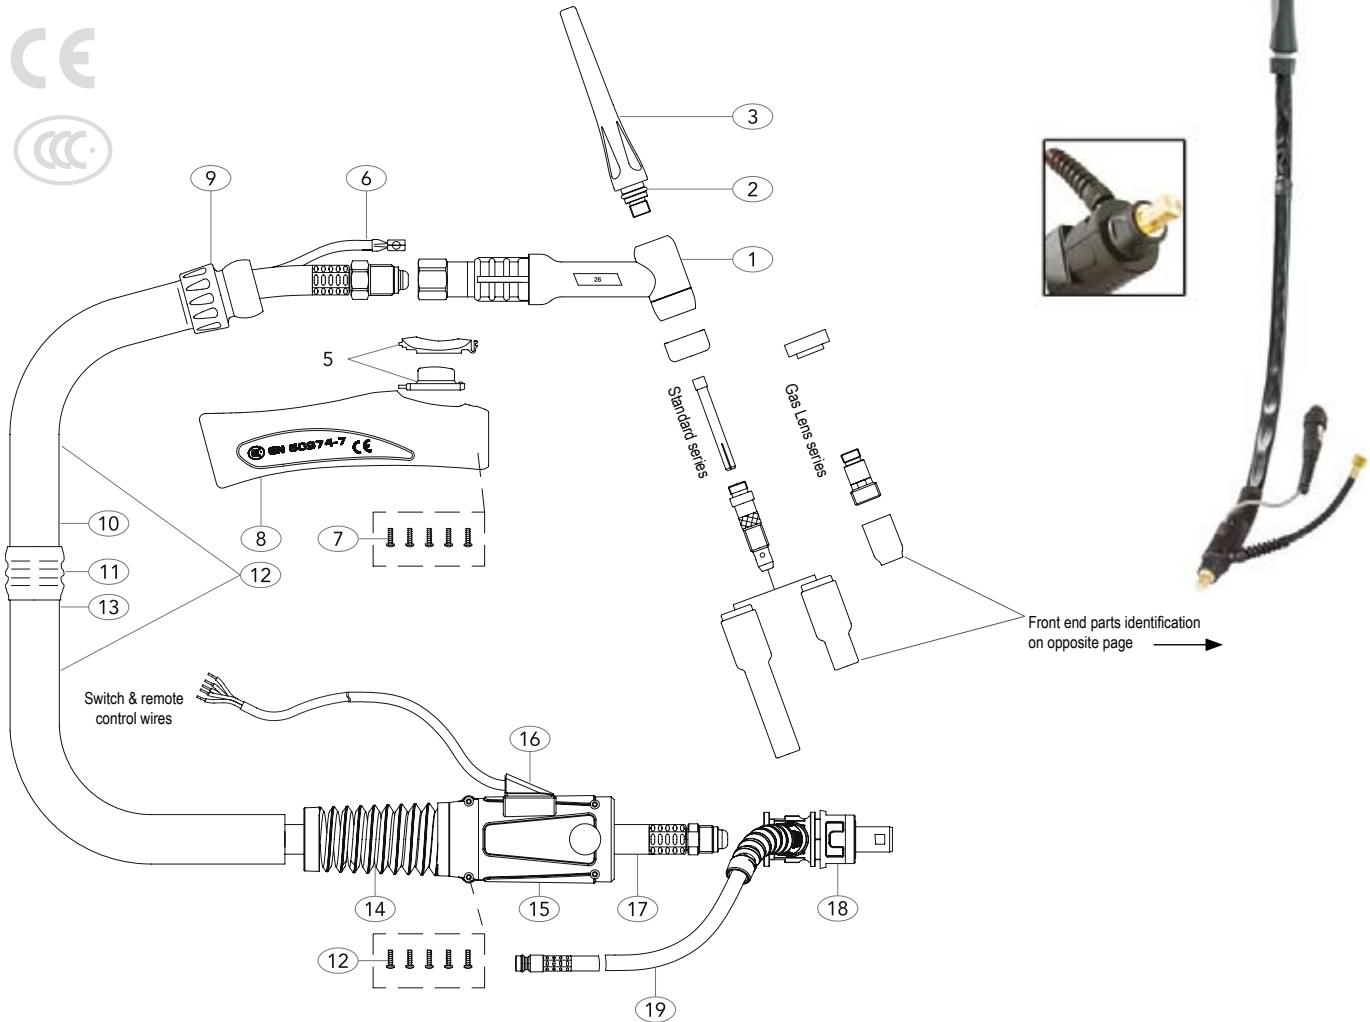 CE
CCC
3
2
1
26
9
6
5
EN 50974-7 CE
8
7
10
11
12
13
Standard series
Gas Lens series
Front end parts identification
on opposite page
Switch & remote
control wires
16
14
15
17
18
12
19